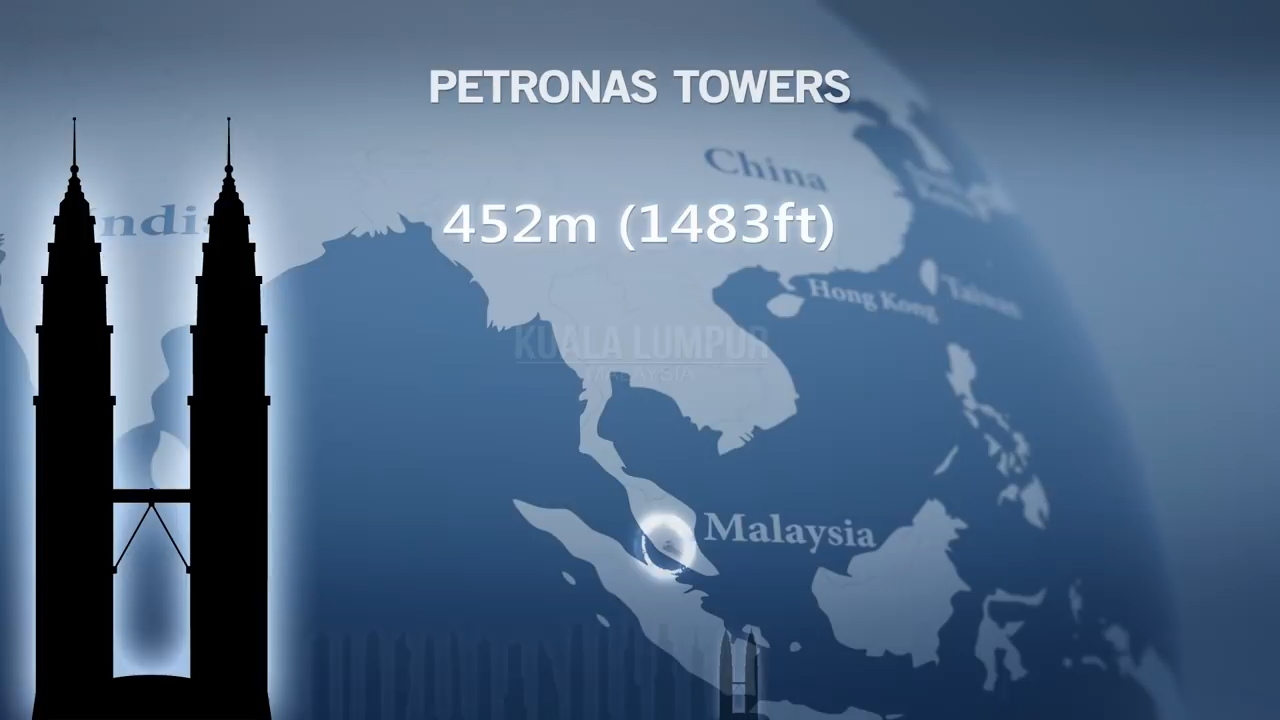 PETRONAS TOWERS
China
452m (1483ft)
India
Hong Kong
Taiwan
KUALA LUMPUR
MALAYSIA
Malaysia